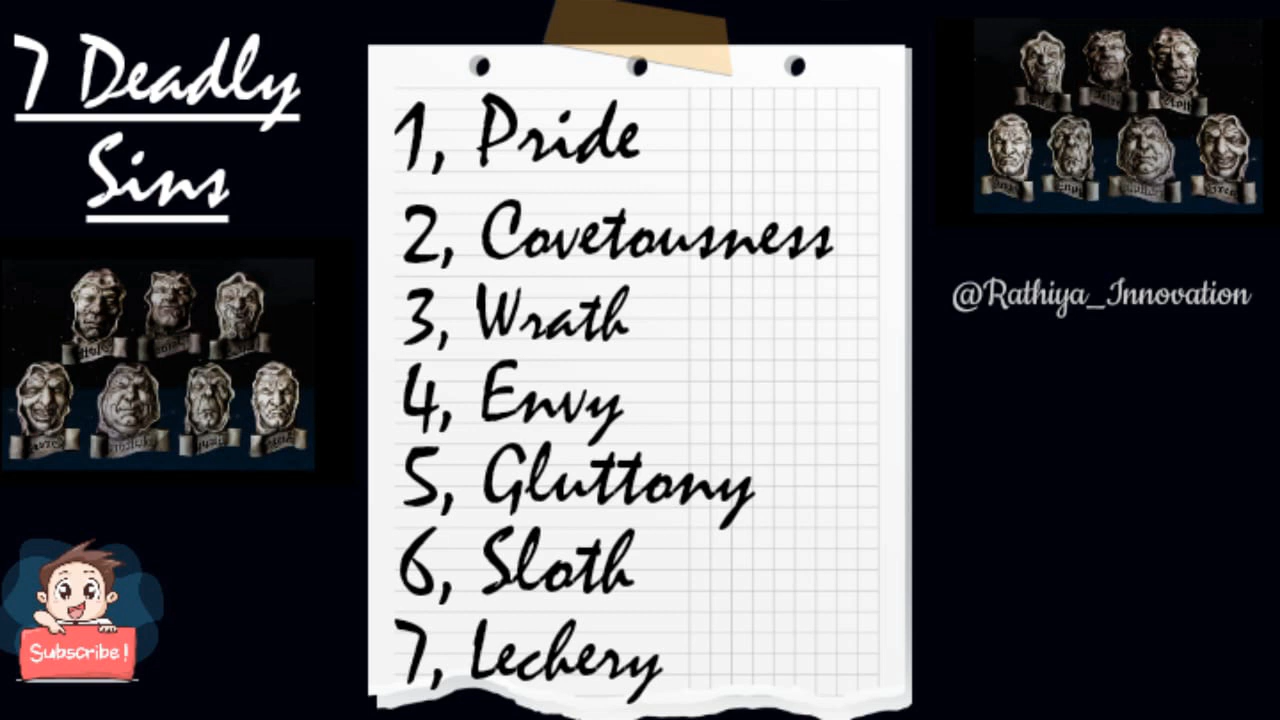 7 Deadly
Sins
1, Pride
2, Covetousness
3, Wrath
4, Envy
5, Gluttony
6, Sloth
7, Lechery
@Rathiya_Innovation
Subscribe!